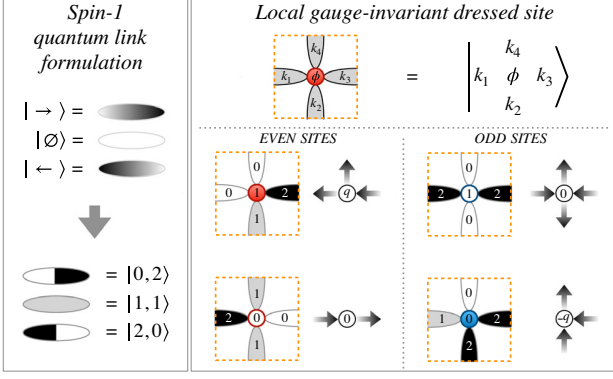 Spin-1
quantum link
formulation
| → ⟩ =
|∅⟩ =
| ← ⟩ =
= |0,2⟩
= |1,1⟩
= |2,0⟩
Local gauge-invariant dressed site
k4
k1 ϕ k3
k2
=
k4
k1 ϕ k3
k2
EVEN SITES
0
0 1 2
1
q
1
2 0 0
1
0
ODD SITES
0
2 1 2
0
0
0
1 0 2
2
-q